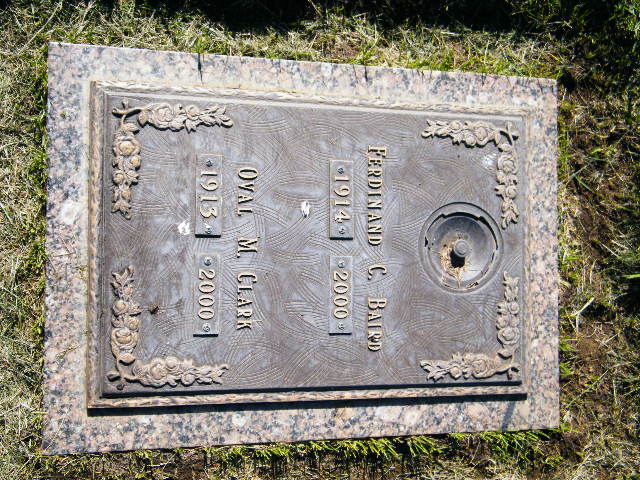 FERDINAND C. BAIRD
1914 2000
OVAL M. CLARK
1913 2000